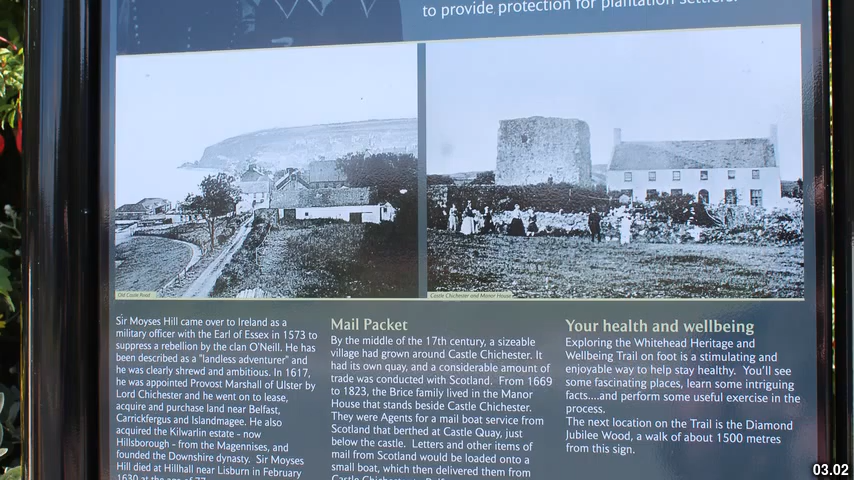 to provide protection for plantation settlers.
Old Castle Road
Castle Chichester and Manor House
Sir Moyses Hill came over to Ireland as a
military officer with the Earl of Essex in 1573 to
suppress a rebellion by the clan O'Neill. He has
been described as a "landless adventurer" and
he was clearly shrewd and ambitious. In 1617,
he was appointed Provost Marshall of Ulster by
Lord Chichester and he went on to lease,
acquire and purchase land near Belfast,
Carrickfergus and Islandmagee. He also
acquired the Kilwarlin estate - now
Hillsborough - from the Magennises, and
founded the Downshire dynasty. Sir Moyses
Hill died at Hillhall near Lisburn in February
1630 at the age of 77
Mail Packet
By the middle of the 17th century, a sizeable
village had grown around Castle Chichester. It
had its own quay, and a considerable amount of
trade was conducted with Scotland. From 1669
to 1823, the Brice family lived in the Manor
House that stands beside Castle Chichester.
They were Agents for a mail boat service from
Scotland that berthed at Castle Quay, just
below the castle. Letters and other items of
mail from Scotland would be loaded onto a
small boat, which then delivered them from
Castle Chichester to
Your health and wellbeing
Exploring the Whitehead Heritage and
Wellbeing Trail on foot is a stimulating and
enjoyable way to help stay healthy. You'll see
some fascinating places, learn some intriguing
facts....and perform some useful exercise in the
process.
The next location on the Trail is the Diamond
Jubilee Wood, a walk of about 1500 metres
from this sign.
03.02